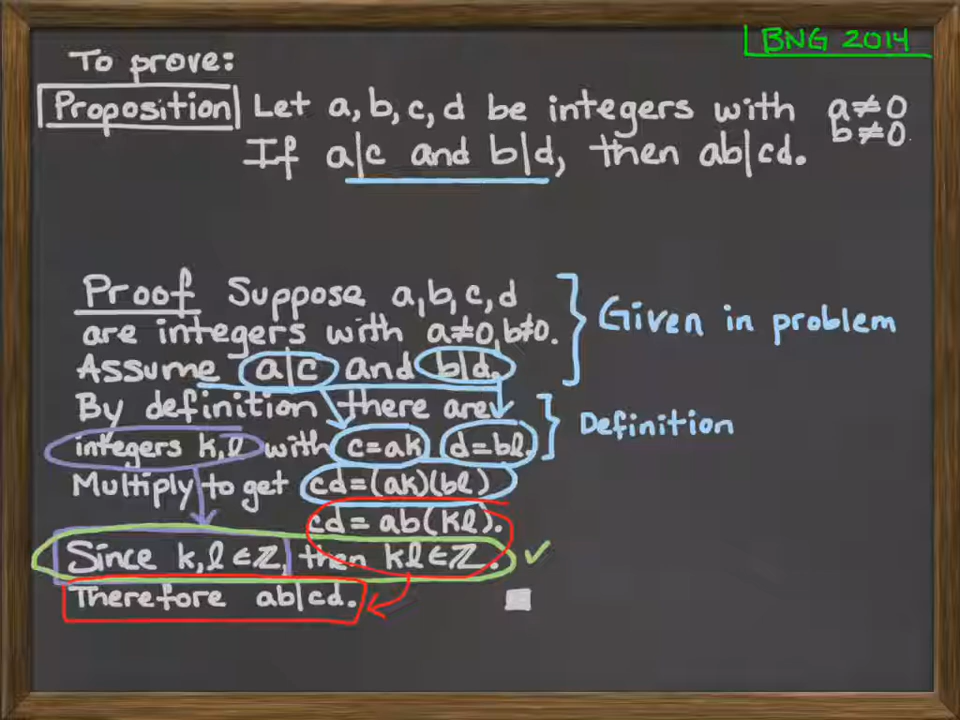 BNG 2014
To prove:
Proposition Let a,b,c,d be integers with a≠0
b≠0.
If a|c and b|d, then ab|cd.
Proof Suppose a,b,c,d
are integers with a≠0,b≠0.
Given in problem
Assume a|c and b|d.
By definition there are
Definition
integers k,l with c=ak d=bl.
Multiply to get cd=(ak)(bl)
cd= ab(kl).
Since k,l ∈ℤ, then kl∈ℤ.
Therefore ab|cd.